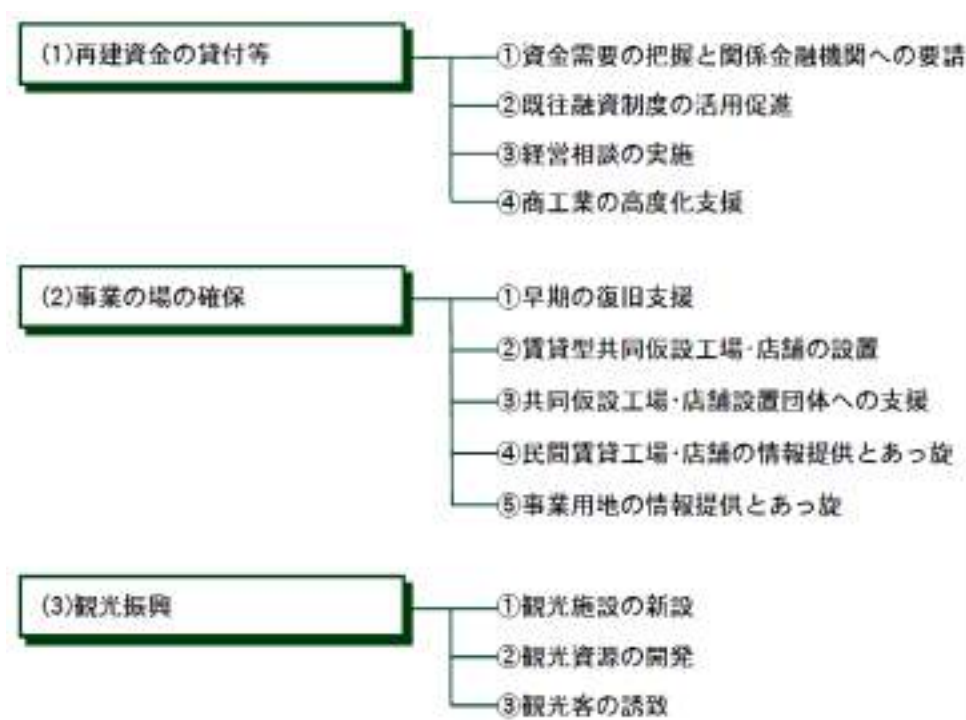 (1)再建資金の貸付等
①資金需要の把握と関係金融機関への要請
②既往融資制度の活用促進
③経営相談の実施
④商工業の高度化支援
(2)事業の場の確保
①早期の復旧支援
②賃貸型共同仮設工場·店舗の設置
③共同仮設工場·店舗設置団体への支援
④民間賃貸工場·店舗の情報提供とあっ旋
⑤事業用地の情報提供とあっ旋
(3)観光振興
①観光施設の新設
②観光資源の開発
③観光客の誘致